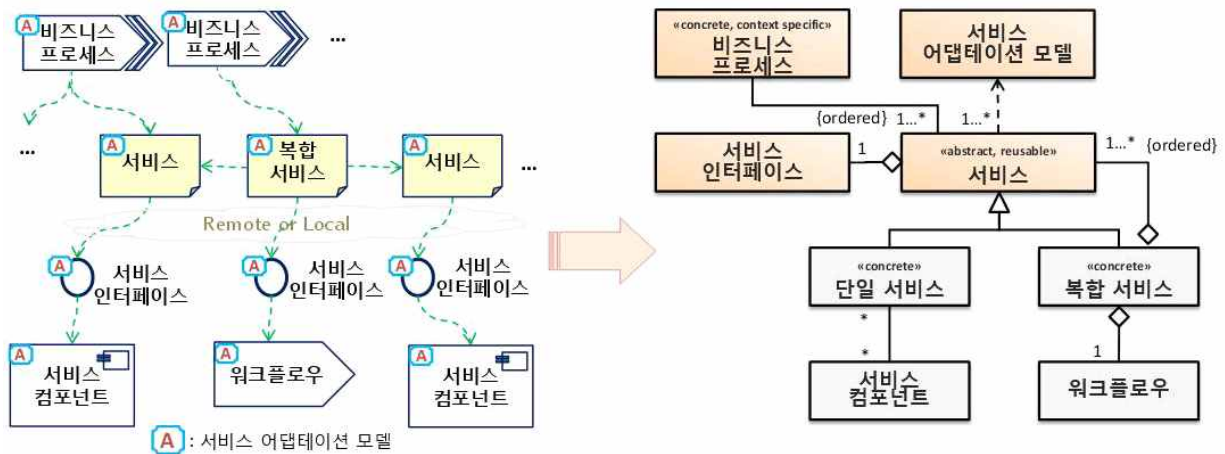 A 비즈니스
프로세스
A 비즈니스
프로세스
...
...
A 서비스
A 복합
서비스
A 서비스
...
Remote or Local
A 서비스
인터페이스
A 서비스
인터페이스
A 서비스
인터페이스
A 서비스
컴포넌트
A 워크플로우
A 서비스
컴포넌트
A : 서비스 어댑테이션 모델
«concrete, context specific»
비즈니스
프로세스
서비스
어댑테이션 모델
{ordered} 1...* 1...*
서비스
인터페이스
1
«abstract, reusable»
서비스
1...* {ordered}
«concrete»
단일 서비스
«concrete»
복합 서비스
*
*
1
서비스
컴포넌트
워크플로우